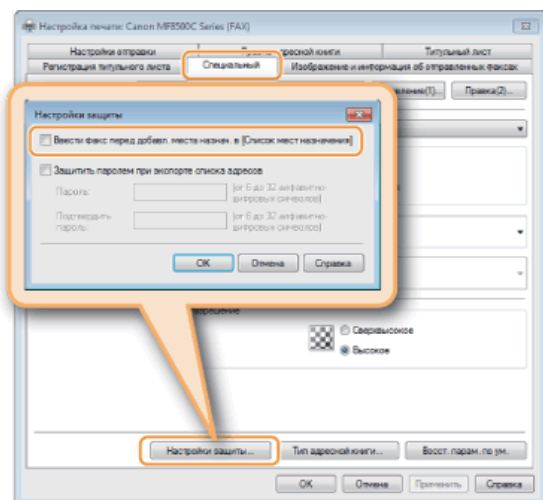 Настройка печати: Canon MF8500C Series (FAX)
Настройки отправки
адресной книги
Титульный лист
Регистрация титульного листа
Специальный
Изображение и информация об отправленных факсах
Правка(2)...
Настройки защиты
Ввести факс перед добавл. места назнач. в [Список мест назначения]
Защитить паролем при экспорте списка адресов
Пароль:
[от 6 до 32 алфавитно-
цифровых символов]
Подтвердить
пароль:
[от 6 до 32 алфавитно-
цифровых символов]
OK
Отмена
Справка
Сверхвысокое
Высокое
Настройки защиты...
Тип адресной книги...
Восст. парам. по ум.
OK
Отмена
Применить
Справка